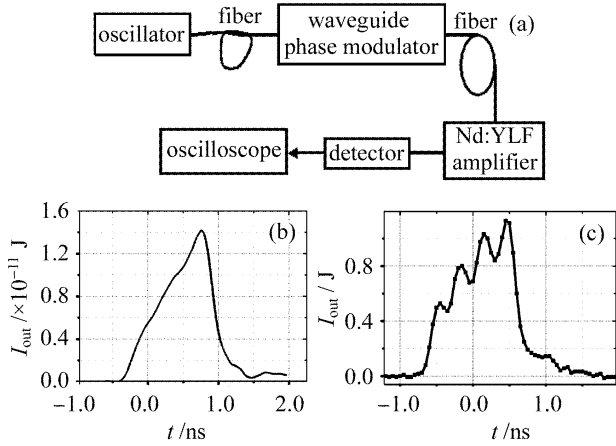 oscillator
fiber
waveguide
phase modulator
fiber
(a)
oscilloscope
detector
Nd:YLF
amplifier
(b)
I_out /×10⁻¹¹ J
1.6
1.2
0.8
0.4
0.0
−1.0 0.0 1.0 2.0
t /ns
(c)
I_out / J
0.8
0.4
0.0
−1.0 0.0 1.0
t /ns